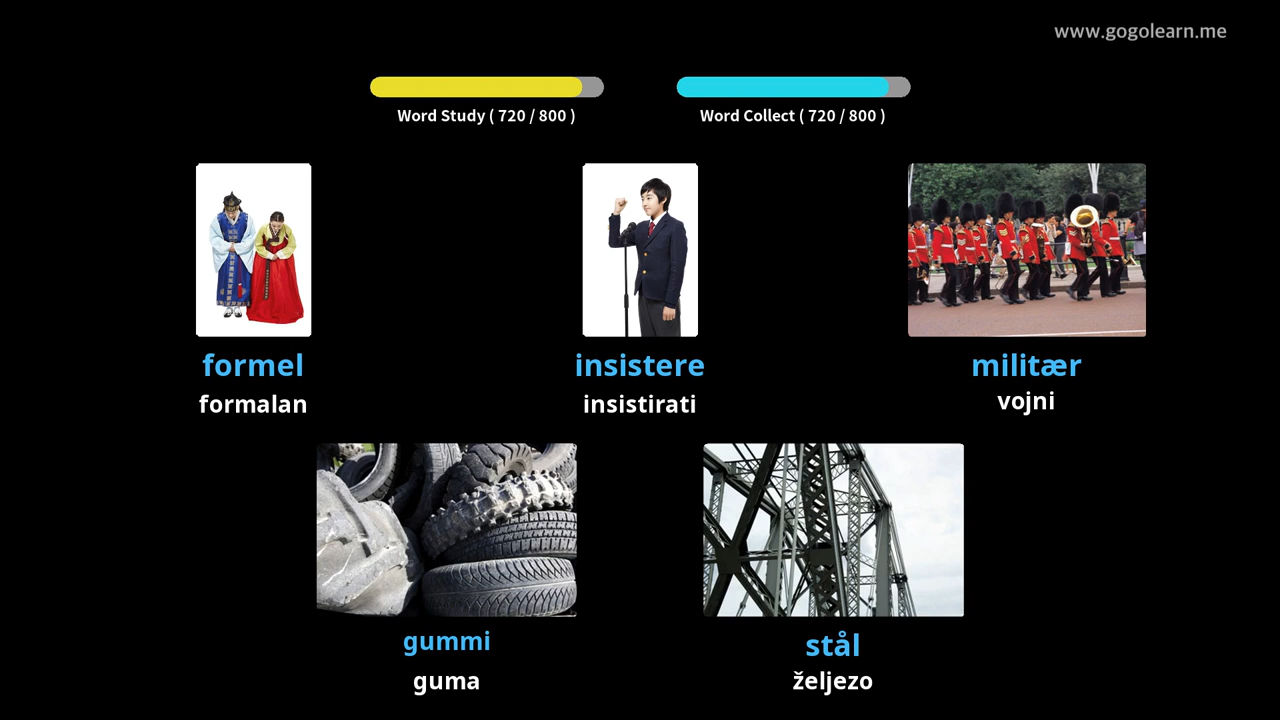 www.gogolearn.me
Word Study ( 720 / 800 )
Word Collect ( 720 / 800 )
formel
formalan
insistere
insistirati
militær
vojni
gummi
guma
stål
željezo